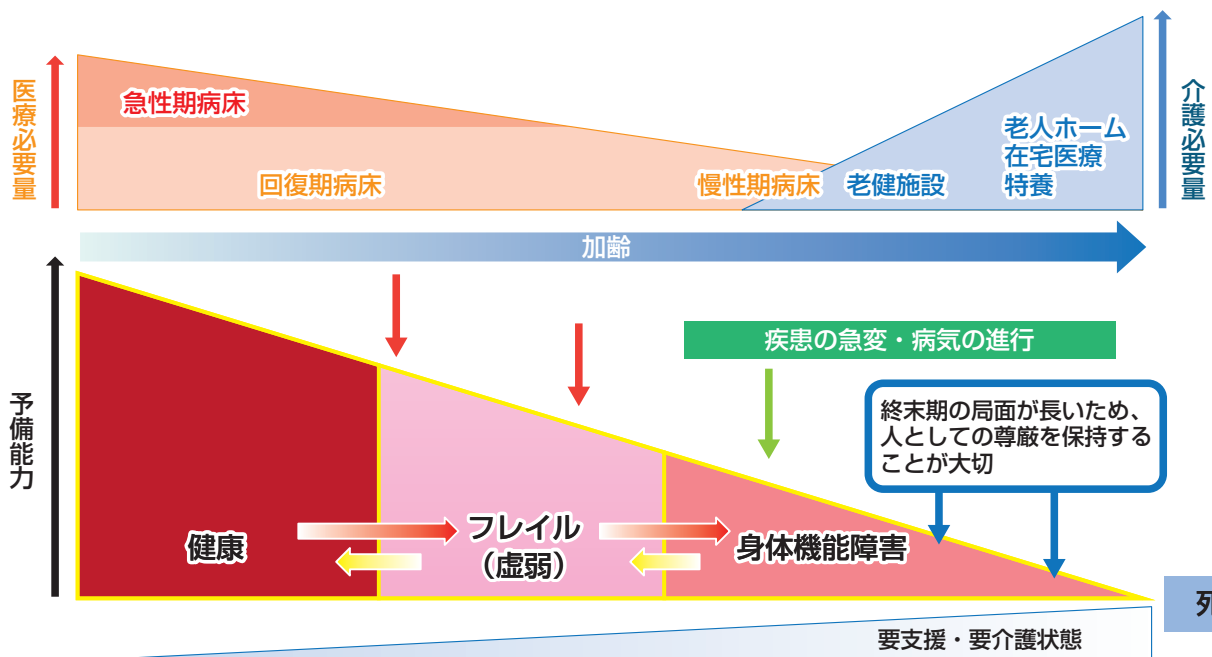 医療必要量
急性期病床
回復期病床
慢性期病床
老健施設
老人ホーム
在宅医療
特養
介護必要量
加齢
予備能力
疾患の急変・病気の進行
終末期の局面が長いため、
人としての尊厳を保持する
ことが大切
健康
フレイル
（虚弱）
身体機能障害
死
要支援・要介護状態